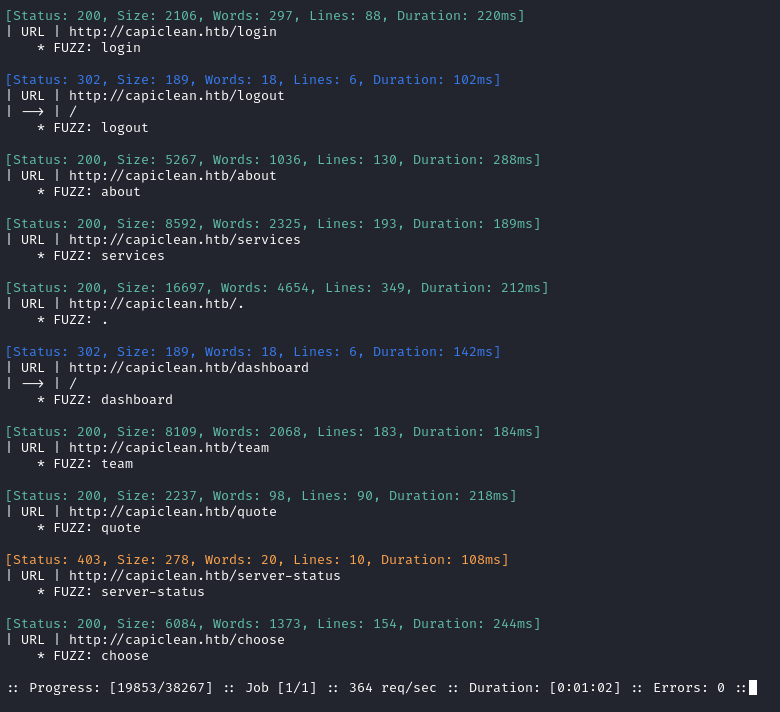 [Status: 200, Size: 2106, Words: 297, Lines: 88, Duration: 220ms]
| URL | http://capiclean.htb/login
    * FUZZ: login

[Status: 302, Size: 189, Words: 18, Lines: 6, Duration: 102ms]
| URL | http://capiclean.htb/logout
| --> | /
    * FUZZ: logout

[Status: 200, Size: 5267, Words: 1036, Lines: 130, Duration: 288ms]
| URL | http://capiclean.htb/about
    * FUZZ: about

[Status: 200, Size: 8592, Words: 2325, Lines: 193, Duration: 189ms]
| URL | http://capiclean.htb/services
    * FUZZ: services

[Status: 200, Size: 16697, Words: 4654, Lines: 349, Duration: 212ms]
| URL | http://capiclean.htb/.
    * FUZZ: .

[Status: 302, Size: 189, Words: 18, Lines: 6, Duration: 142ms]
| URL | http://capiclean.htb/dashboard
| --> | /
    * FUZZ: dashboard

[Status: 200, Size: 8109, Words: 2068, Lines: 183, Duration: 184ms]
| URL | http://capiclean.htb/team
    * FUZZ: team

[Status: 200, Size: 2237, Words: 98, Lines: 90, Duration: 218ms]
| URL | http://capiclean.htb/quote
    * FUZZ: quote

[Status: 403, Size: 278, Words: 20, Lines: 10, Duration: 108ms]
| URL | http://capiclean.htb/server-status
    * FUZZ: server-status

[Status: 200, Size: 6084, Words: 1373, Lines: 154, Duration: 244ms]
| URL | http://capiclean.htb/choose
    * FUZZ: choose

:: Progress: [19853/38267] :: Job [1/1] :: 364 req/sec :: Duration: [0:01:02] :: Errors: 0 ::